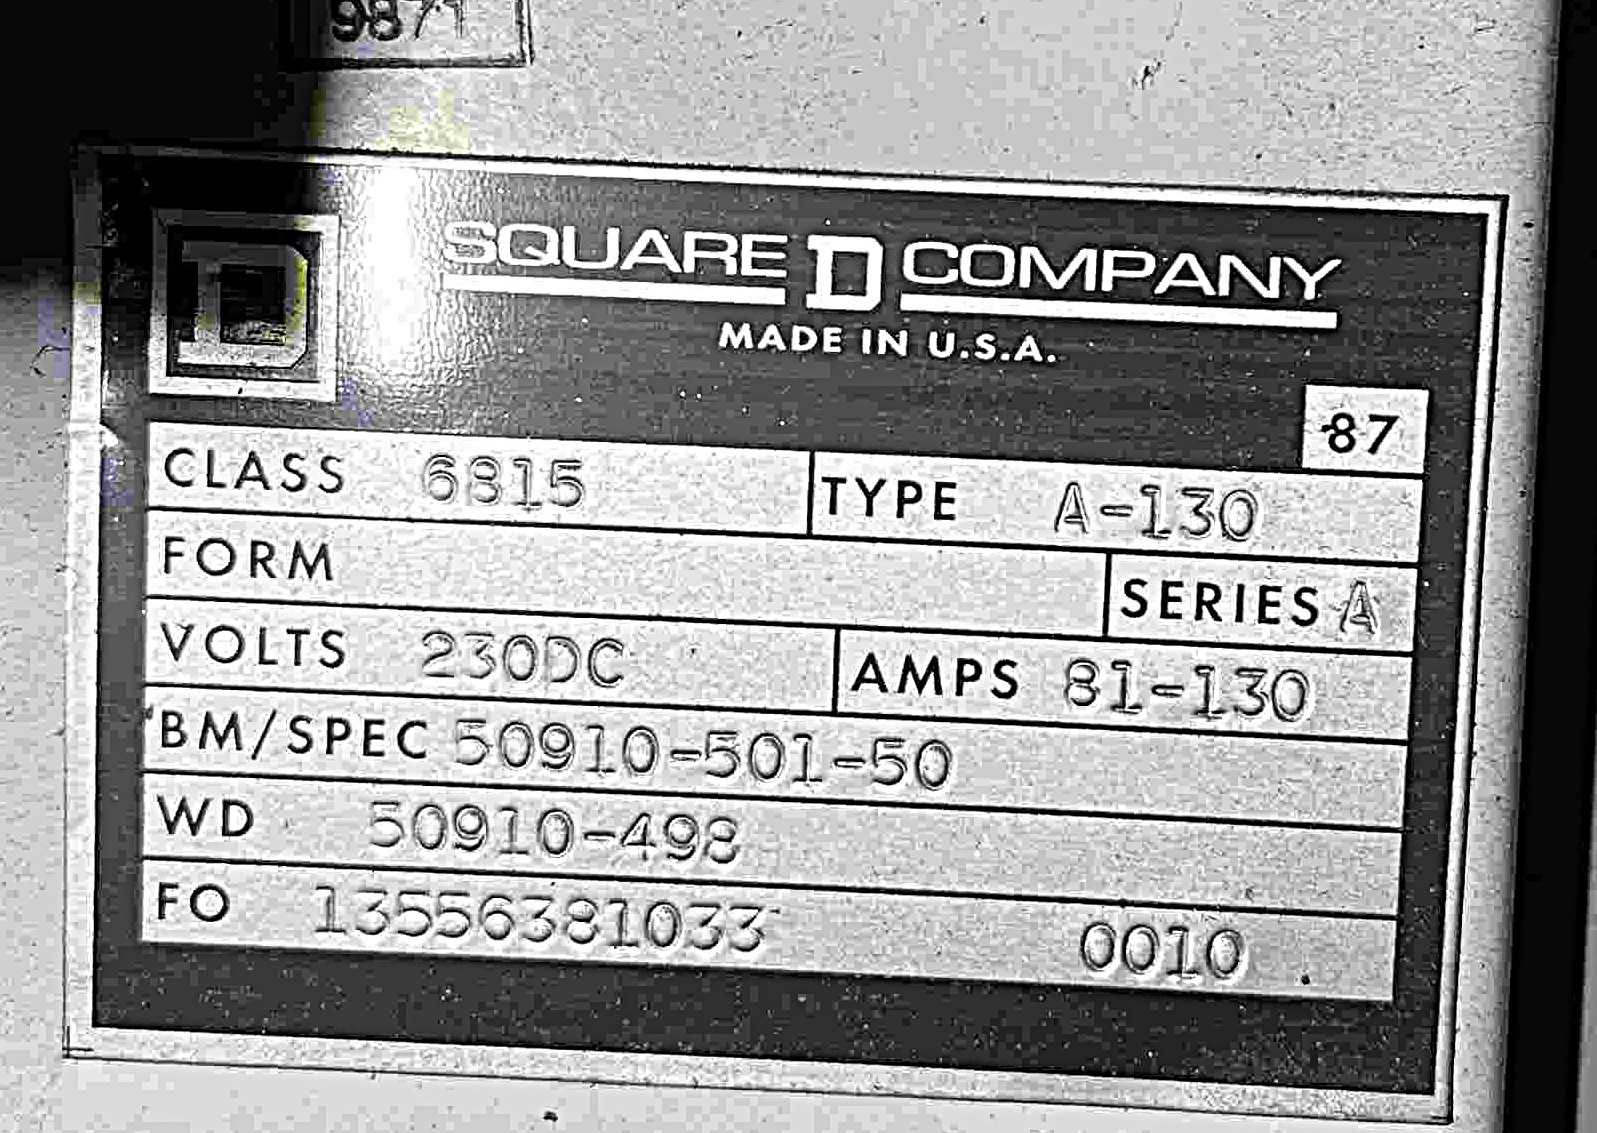 9871
SQUARE D COMPANY
MADE IN U.S.A.
87
CLASS 6815 TYPE A-130
FORM SERIES A
VOLTS 230DC AMPS 81-130
BM/SPEC 50910-501-50
WD 50910-498
FO 13556381033 0010